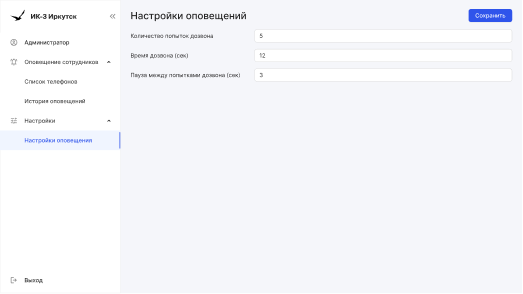 ИК-3 Иркутск
Администратор
Оповещение сотрудников
Список телефонов
История оповещений
Настройки
Настройки оповещения
Выход
Настройки оповещений
Сохранить
Количество попыток дозвона
5
Время дозвона (сек)
12
Пауза между попытками дозвона (сек)
3